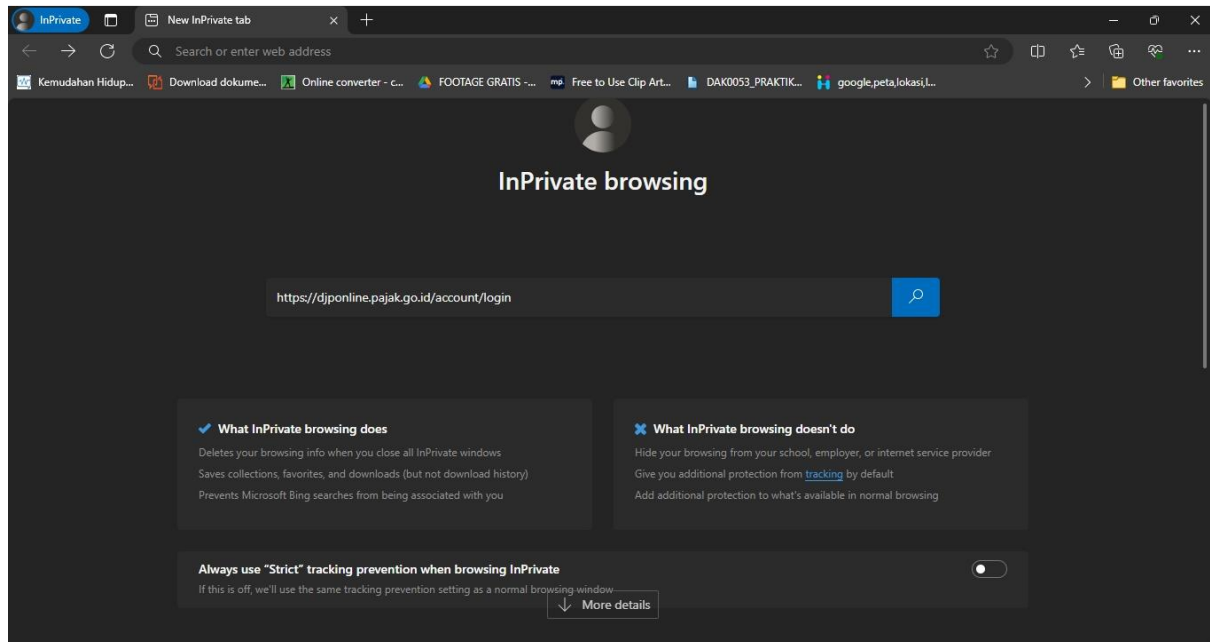 InPrivate
New InPrivate tab
Search or enter web address
Kemudahan Hidup...
Download dokume...
Online converter - c...
FOOTAGE GRATIS -...
mp.
Free to Use Clip Art...
DAK0053_PRAKTIK...
google,peta,lokasi,l...
Other favorites
InPrivate browsing
https://djponline.pajak.go.id/account/login
What InPrivate browsing does
Deletes your browsing info when you close all InPrivate windows
Saves collections, favorites, and downloads (but not download history)
Prevents Microsoft Bing searches from being associated with you
What InPrivate browsing doesn't do
Hide your browsing from your school, employer, or internet service provider
Give you additional protection from tracking by default
Add additional protection to what's available in normal browsing
Always use "Strict" tracking prevention when browsing InPrivate
If this is off, we'll use the same tracking prevention setting as a normal browsing window
More details